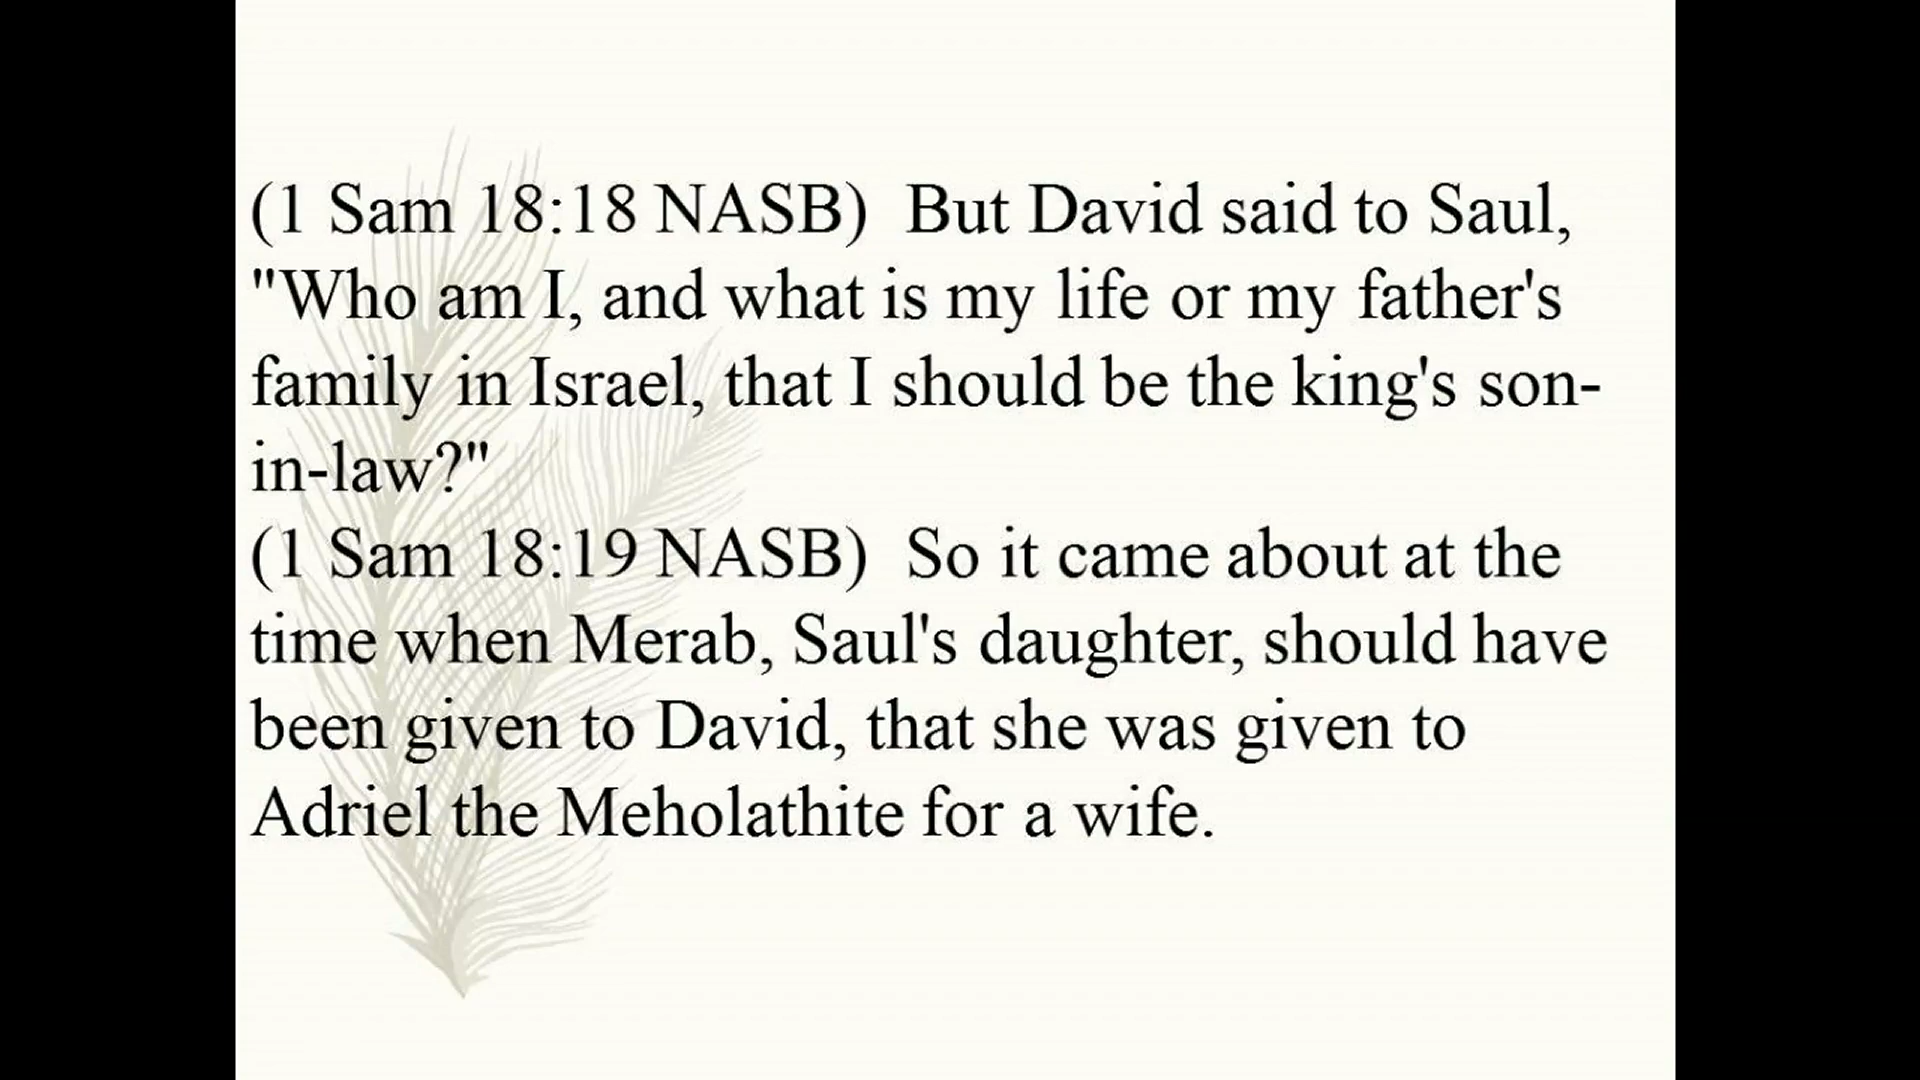 (1 Sam 18:18 NASB)  But David said to Saul,
"Who am I, and what is my life or my father's
family in Israel, that I should be the king's son-
in-law?"
(1 Sam 18:19 NASB)  So it came about at the
time when Merab, Saul's daughter, should have
been given to David, that she was given to
Adriel the Meholathite for a wife.